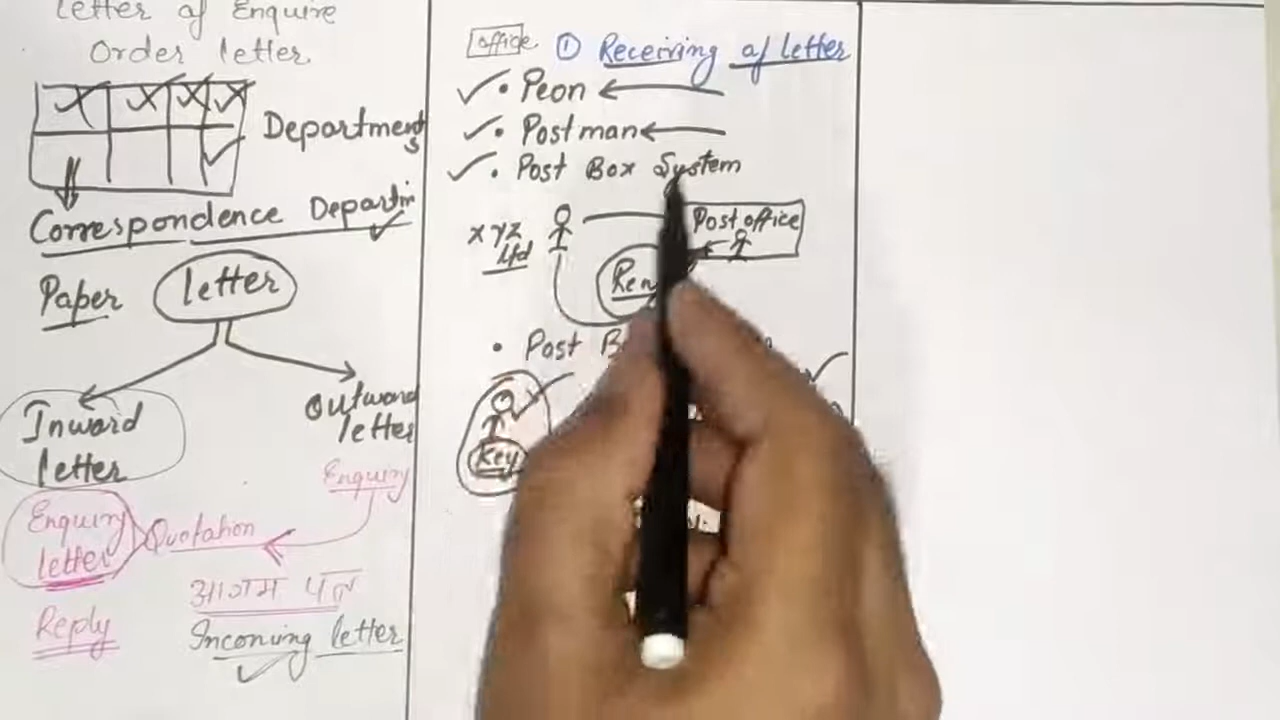 Letter of Enquire
Order letter
Departments
Correspondence Departm
Paper letter
Inward letter
Outward letter
Enquiry letter
Quotation
Enquiry
Reply
आगम पत्र
Incoming letter
office ① Receiving of letter
• Peon
• Postman
• Post Box System
xyz Ltd
Post office
Ren
• Post B
Key